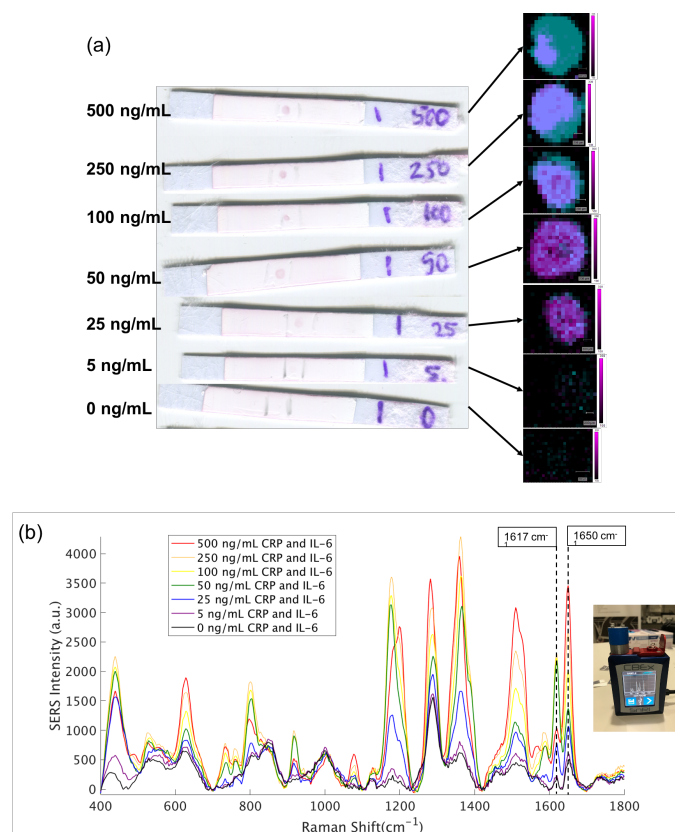 (a)
500 ng/mL
1 500
250 ng/mL
1 250
100 ng/mL
1 100
50 ng/mL
1 50
25 ng/mL
1 25
5 ng/mL
1 5.
0 ng/mL
1 0
(b)
500 ng/mL CRP and IL-6
250 ng/mL CRP and IL-6
100 ng/mL CRP and IL-6
50 ng/mL CRP and IL-6
25 ng/mL CRP and IL-6
5 ng/mL CRP and IL-6
0 ng/mL CRP and IL-6
1617 cm-1
1650 cm-1
CBEx
4000
3500
3000
2500
2000
1500
1000
500
0
SERS Intensity (a.u.)
400 600 800 1000 1200 1400 1600 1800
Raman Shift(cm-1)